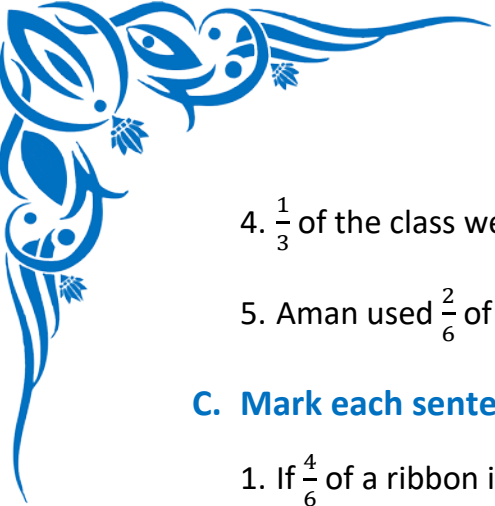 4. 1/3 of the class we
5. Aman used 2/6 of
C. Mark each sente
1. If 4/6 of a ribbon i